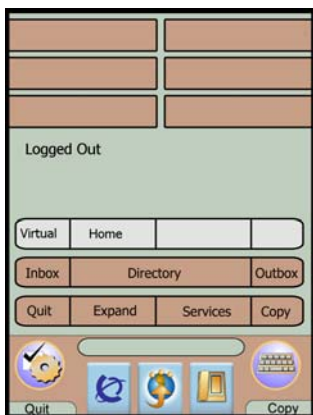 Logged Out
Virtual Home
Inbox Directory Outbox
Quit Expand Services Copy
Quit Copy